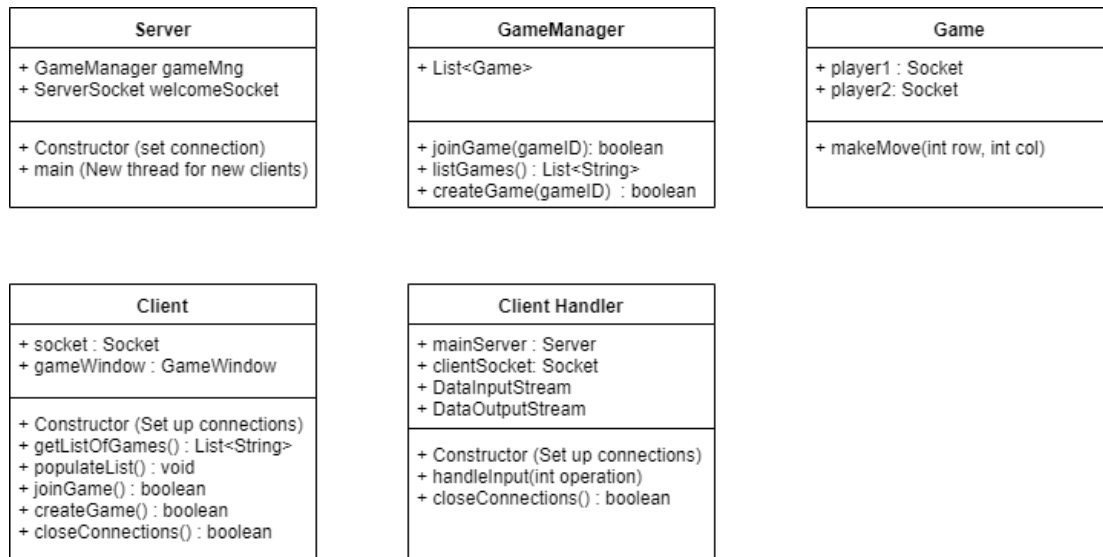 Server
+ GameManager gameMng
+ ServerSocket welcomeSocket
+ Constructor (set connection)
+ main (New thread for new clients)
GameManager
+ List<Game>
+ joinGame(gameID): boolean
+ listGames() : List<String>
+ createGame(gameID) : boolean
Game
+ player1 : Socket
+ player2: Socket
+ makeMove(int row, int col)
Client
+ socket : Socket
+ gameWindow : GameWindow
+ Constructor (Set up connections)
+ getListOfGames() : List<String>
+ populateList() : void
+ joinGame() : boolean
+ createGame() : boolean
+ closeConnections() : boolean
Client Handler
+ mainServer : Server
+ clientSocket: Socket
+ DataInputStream
+ DataOutputStream
+ Constructor (Set up connections)
+ handleInput(int operation)
+ closeConnections() : boolean